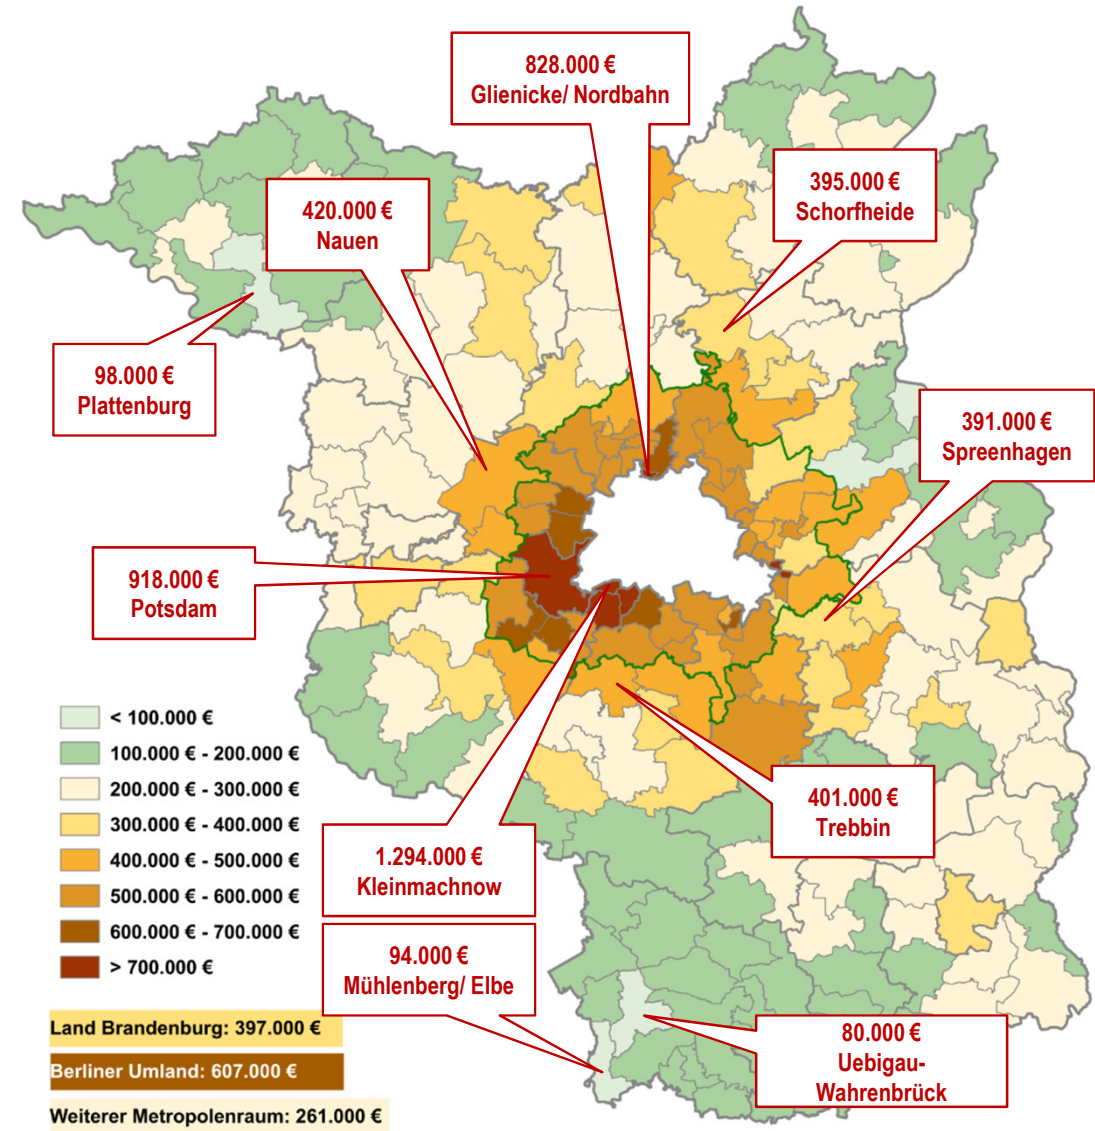 828.000 €
Glienicke/ Nordbahn
395.000 €
Schorfheide
420.000 €
Nauen
98.000 €
Plattenburg
391.000 €
Spreenhagen
918.000 €
Potsdam
< 100.000 €
100.000 € - 200.000 €
200.000 € - 300.000 €
300.000 € - 400.000 €
400.000 € - 500.000 €
500.000 € - 600.000 €
600.000 € - 700.000 €
> 700.000 €
401.000 €
Trebbin
1.294.000 €
Kleinmachnow
94.000 €
Mühlenberg/ Elbe
80.000 €
Uebigau-
Wahrenbrück
Land Brandenburg: 397.000 €
Berliner Umland: 607.000 €
Weiterer Metropolenraum: 261.000 €